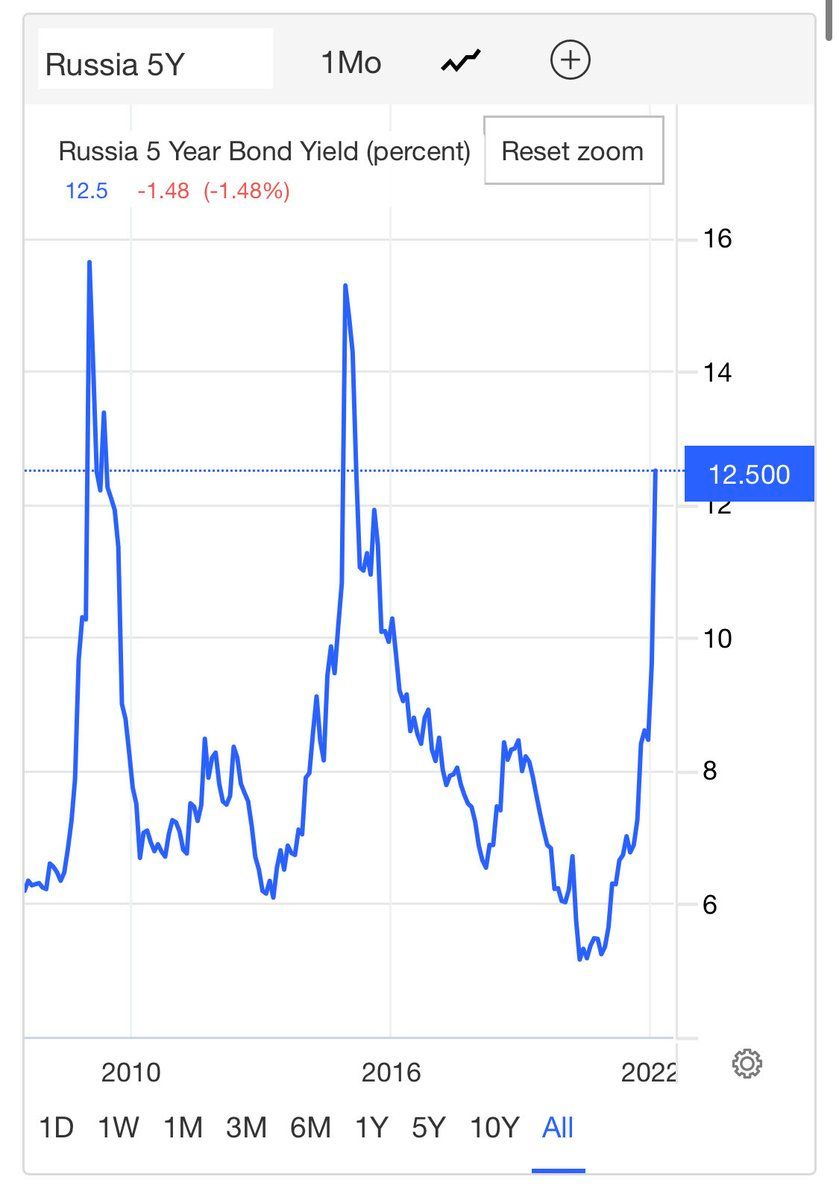 Russia 5Y 1Mo
Russia 5 Year Bond Yield (percent) Reset zoom
12.5 -1.48 (-1.48%)
16
14
12.500
12
10
8
6
2010 2016 2022
1D 1W 1M 3M 6M 1Y 5Y 10Y All